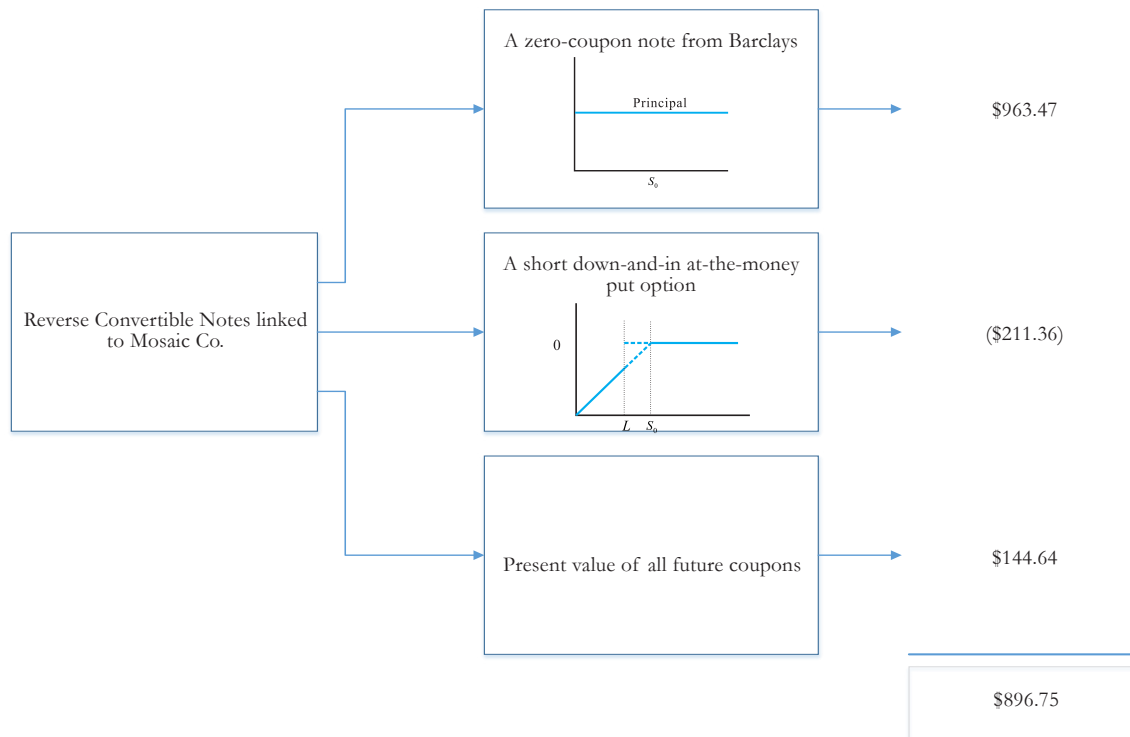 A zero-coupon note from Barclays
Principal
S₀
$963.47
Reverse Convertible Notes linked
to Mosaic Co.
A short down-and-in at-the-money
put option
0
L S₀
($211.36)
Present value of all future coupons
$144.64
$896.75